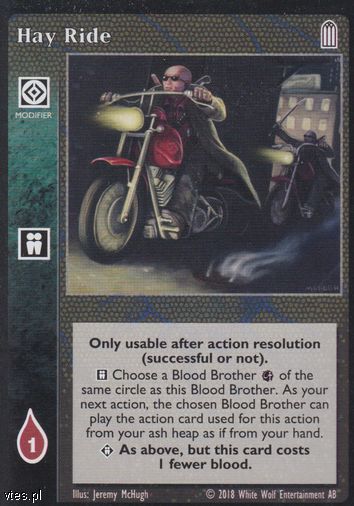 Hay Ride
MODIFIER
Only usable after action resolution
(successful or not).
Choose a Blood Brother of the
same circle as this Blood Brother. As your
next action, the chosen Blood Brother can
play the action card used for this action
from your ash heap as if from your hand.
As above, but this card costs
1 fewer blood.
1
vtes.pl
Illus: Jeremy McHugh © 2018 White Wolf Entertainment AB